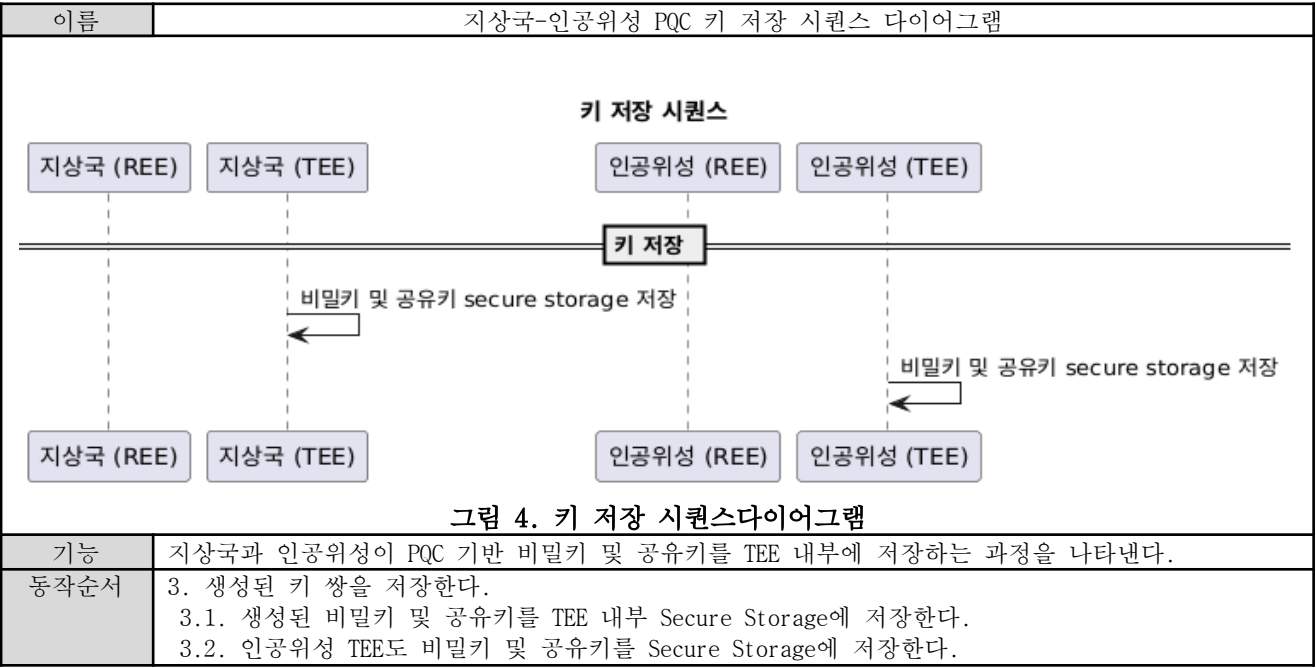 이름 지상국-인공위성 PQC 키 저장 시퀀스 다이어그램
키 저장 시퀀스
지상국 (REE) 지상국 (TEE) 인공위성 (REE) 인공위성 (TEE)
키 저장
비밀키 및 공유키 secure storage 저장
비밀키 및 공유키 secure storage 저장
지상국 (REE) 지상국 (TEE) 인공위성 (REE) 인공위성 (TEE)
그림 4. 키 저장 시퀀스다이어그램
기능 지상국과 인공위성이 PQC 기반 비밀키 및 공유키를 TEE 내부에 저장하는 과정을 나타낸다.
동작순서 3. 생성된 키 쌍을 저장한다.
3.1. 생성된 비밀키 및 공유키를 TEE 내부 Secure Storage에 저장한다.
3.2. 인공위성 TEE도 비밀키 및 공유키를 Secure Storage에 저장한다.